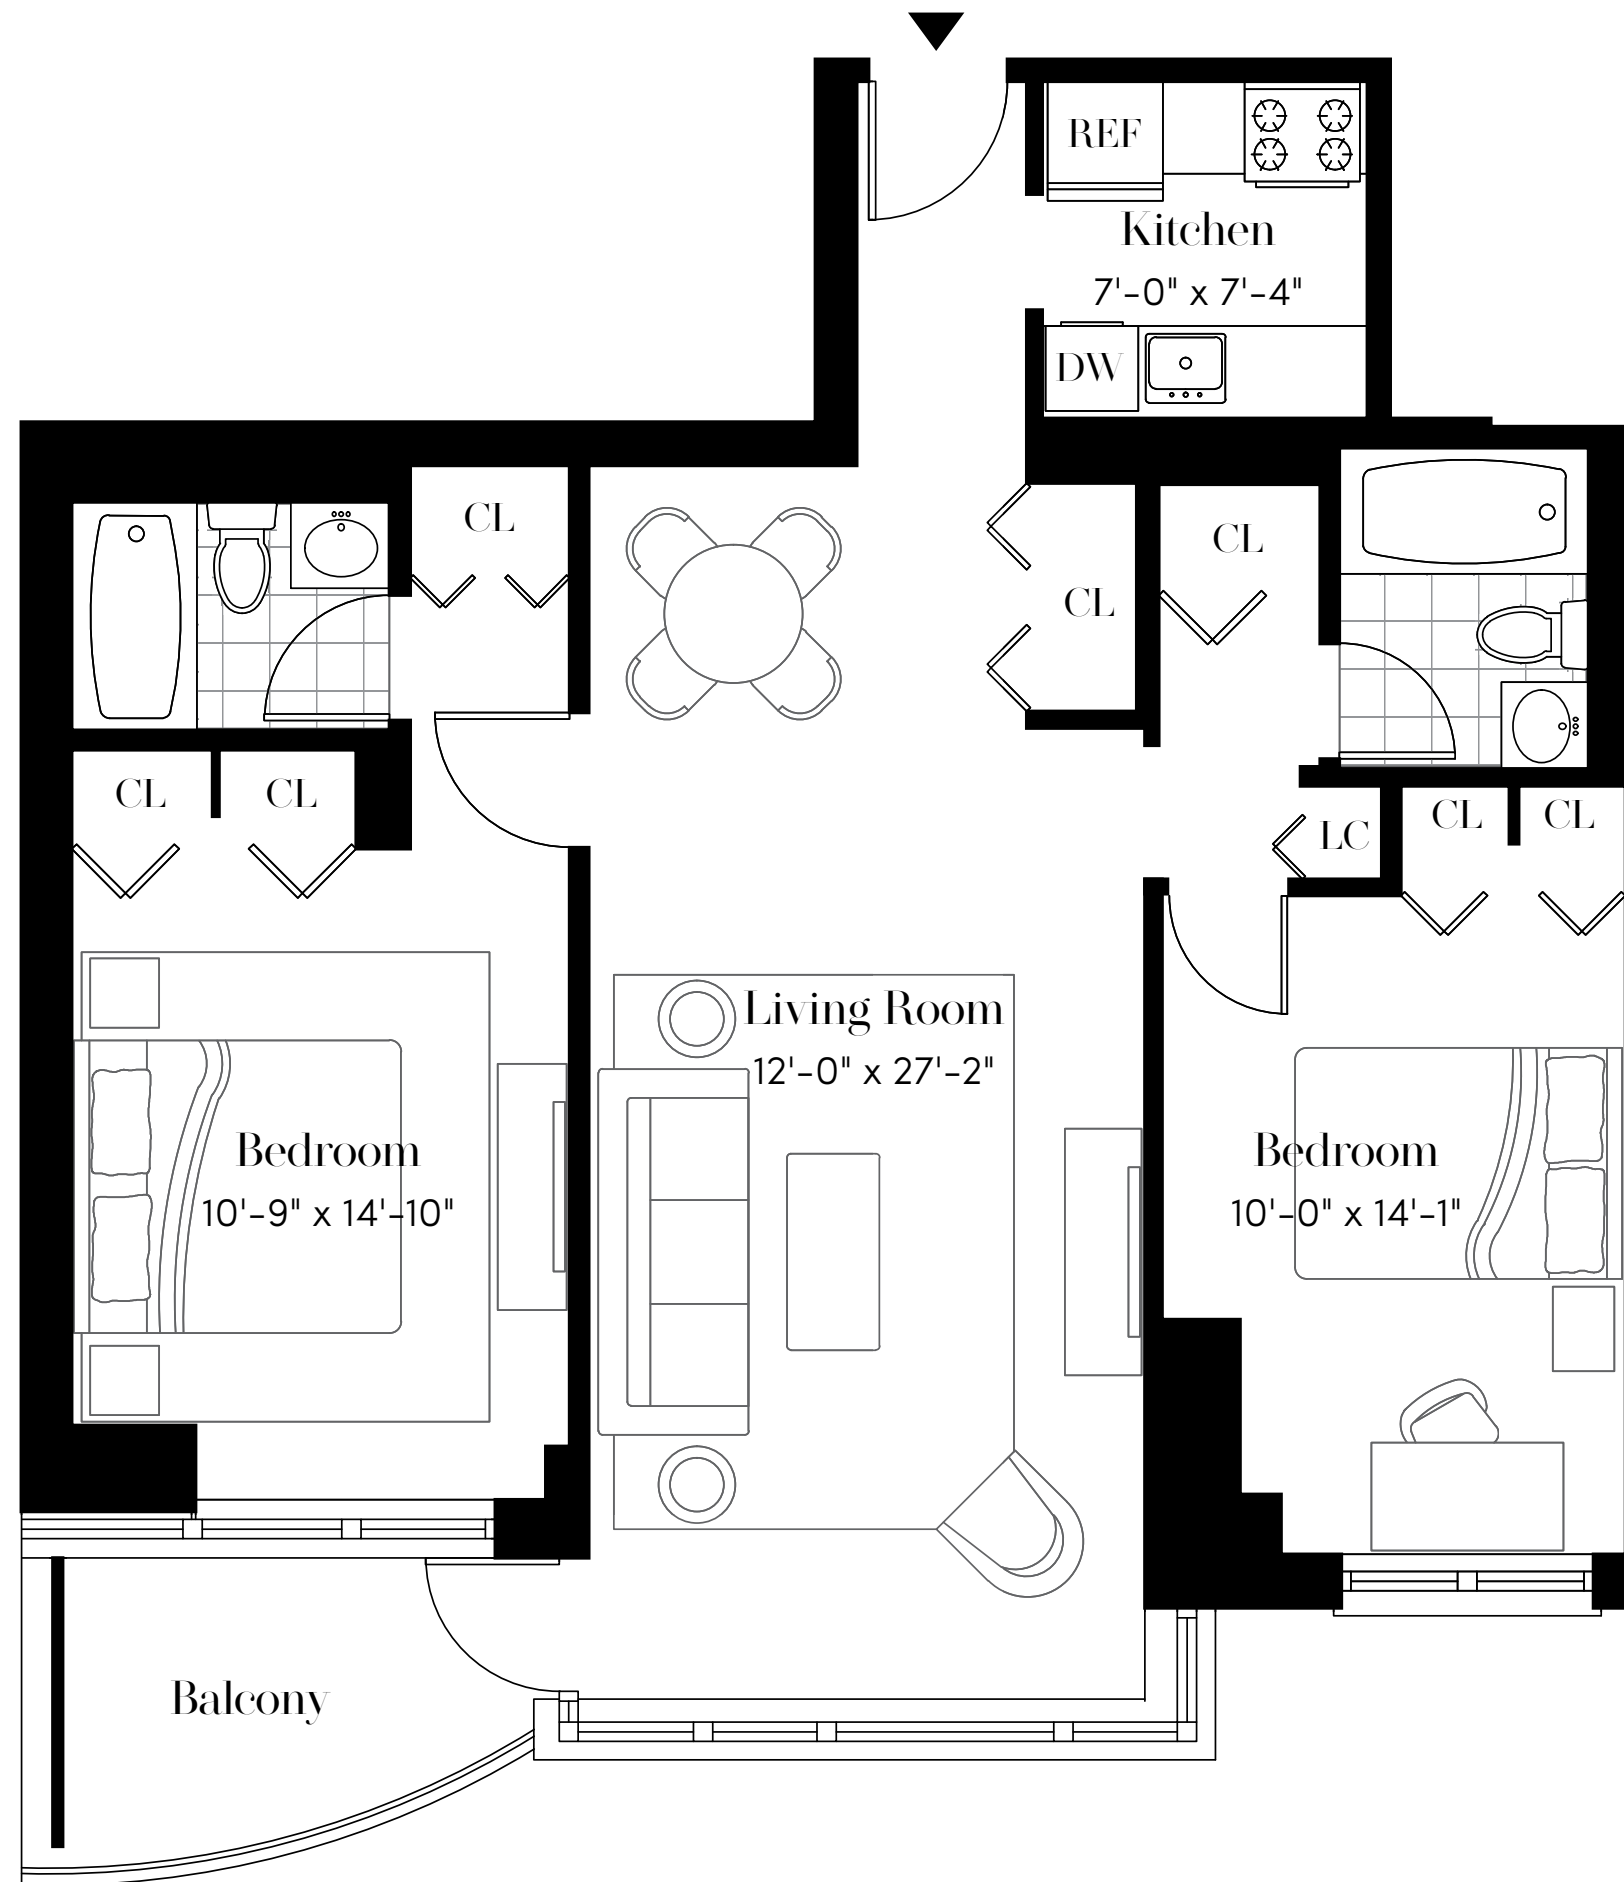 REF
Kitchen
7'-0" x 7'-4"
DW
CL
CL
CL
CL
CL
LC
CL
CL
Living Room
12'-0" x 27'-2"
Bedroom
10'-9" x 14'-10"
Bedroom
10'-0" x 14'-1"
Balcony